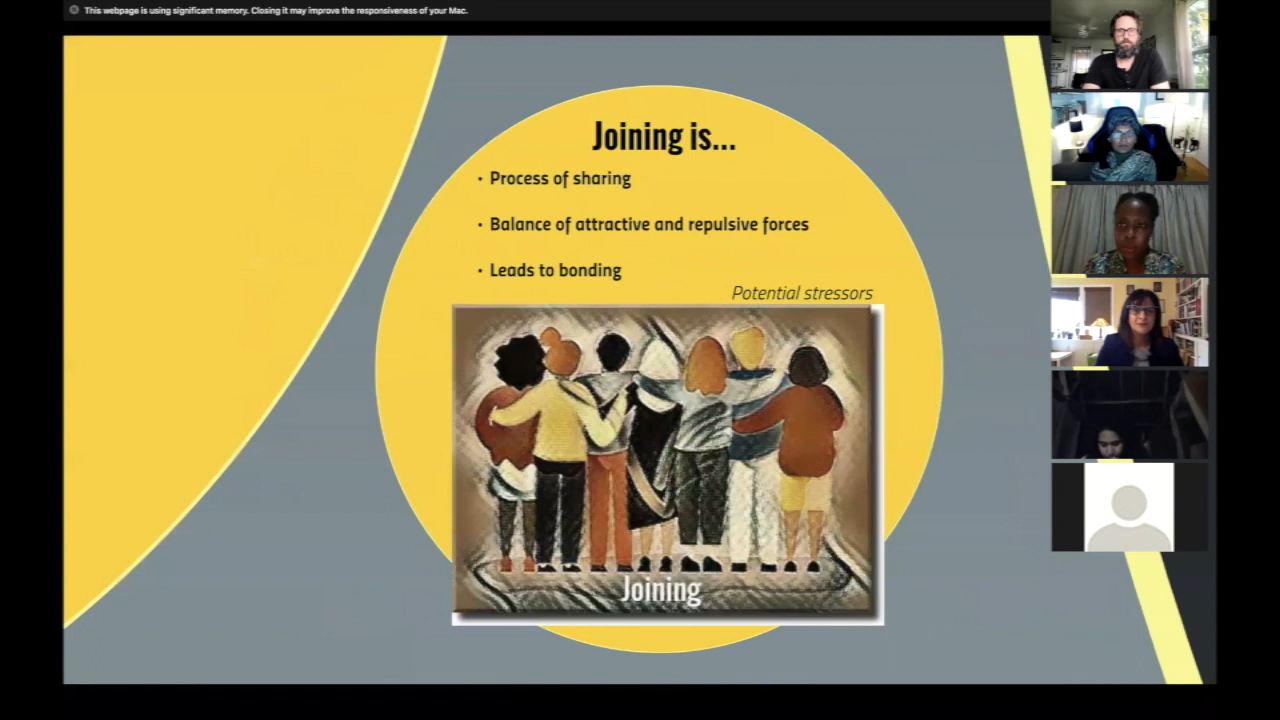 This webpage is using significant memory. Closing it may improve the responsiveness of your Mac.
Joining is...
• Process of sharing
• Balance of attractive and repulsive forces
• Leads to bonding
Potential stressors
Joining